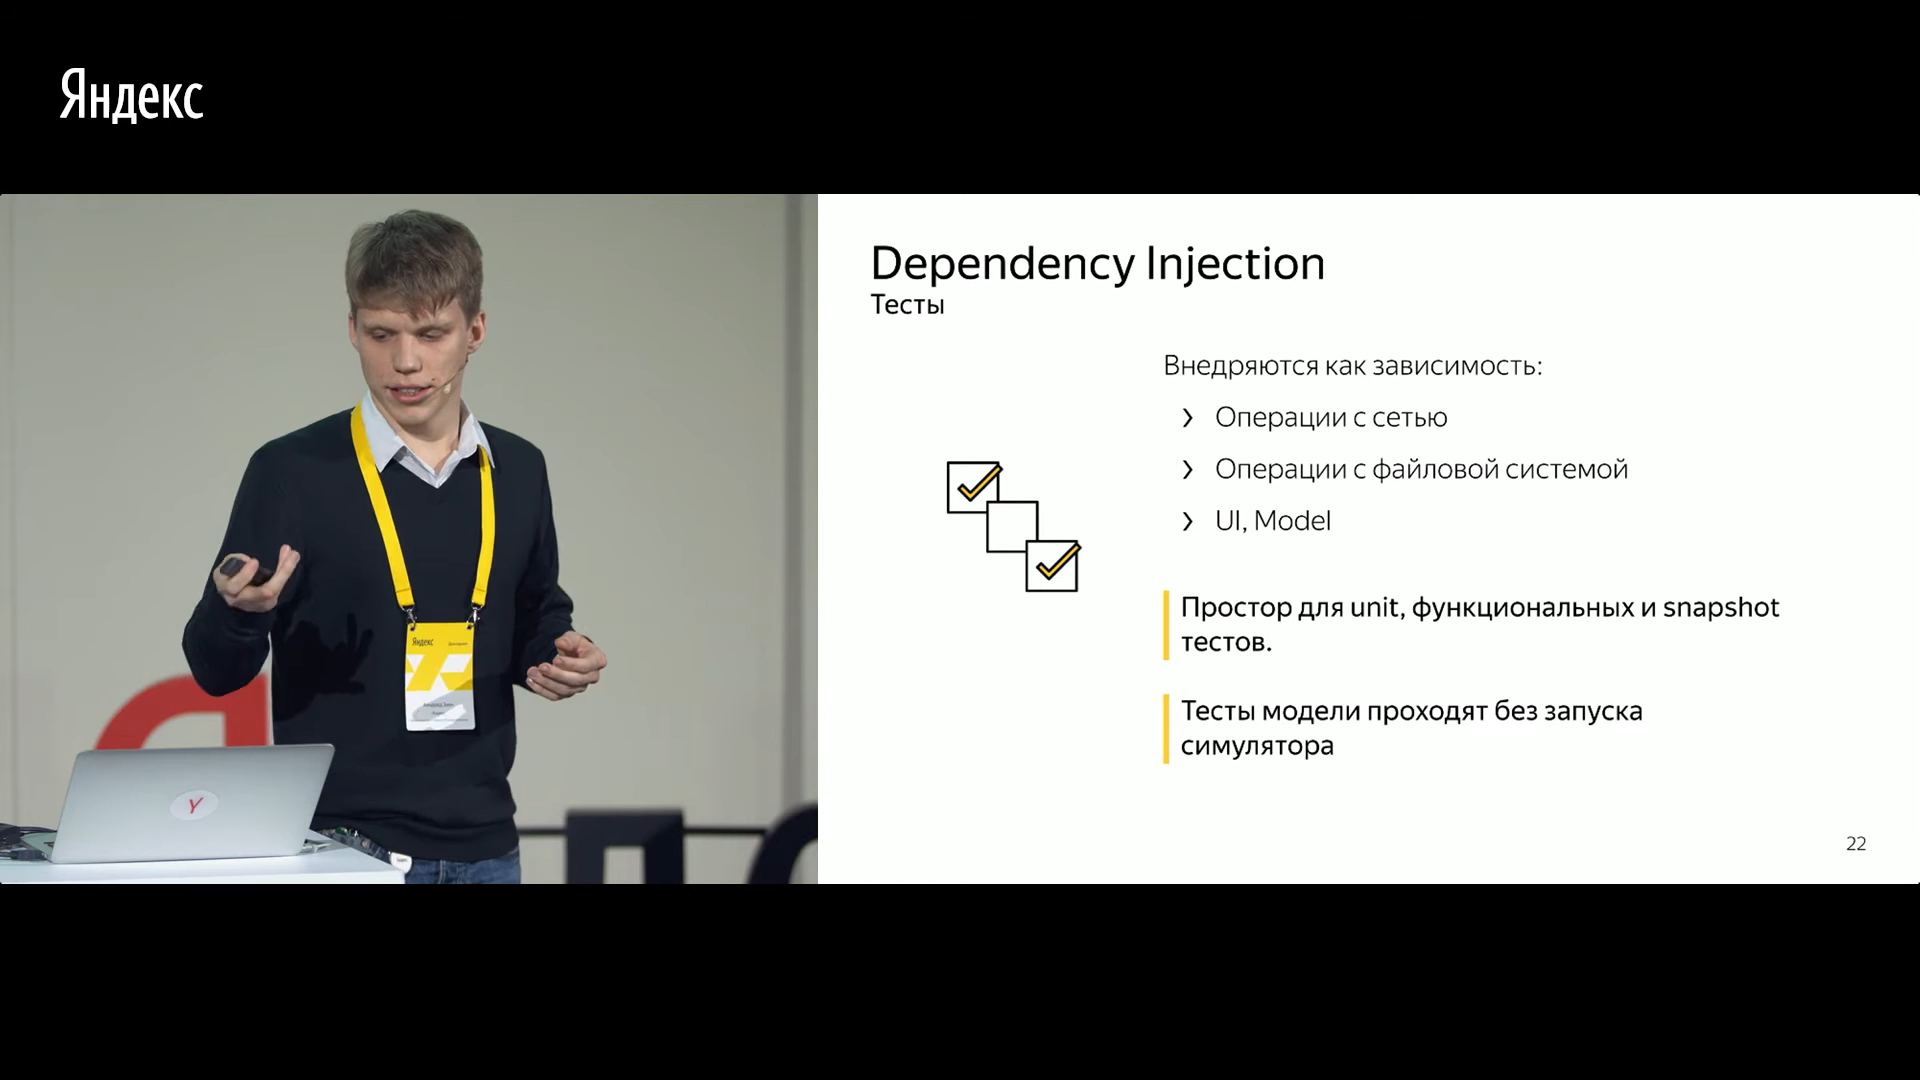 Яндекс
Dependency Injection
Тесты
Внедряются как зависимость:
Операции с сетью
Операции с файловой системой
UI, Model
Простор для unit, функциональных и snapshot
тестов.
Тесты модели проходят без запуска
симулятора
22
Яндекс
Y